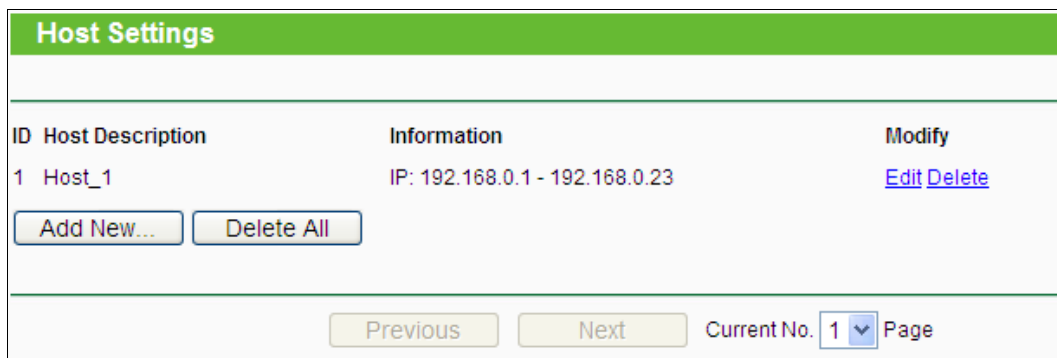 Host Settings
ID Host Description Information Modify
1 Host_1 IP: 192.168.0.1 - 192.168.0.23 Edit Delete
Add New... Delete All
Previous Next Current No. 1 Page